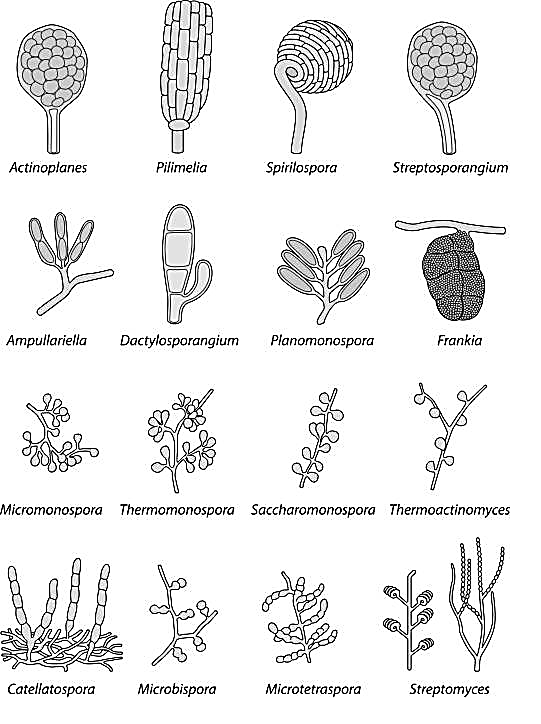 Actinoplanes Pilimelia Spirilospora Streptosporangium
Ampullariella Dactylosporangium Planomonospora Frankia
Micromonospora Thermomonospora Saccharomonospora Thermoactinomyces
Catellatospora Microbispora Microtetraspora Streptomyces